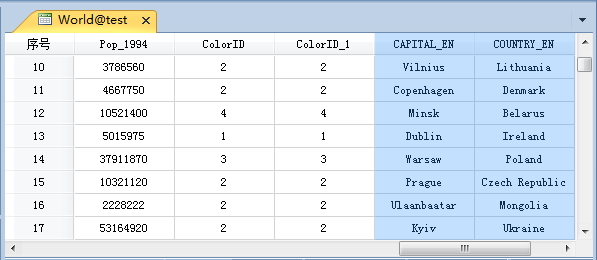 World@test
序号 Pop_1994 ColorID ColorID_1 CAPITAL_EN COUNTRY_EN
10 3786560 2 2 Vilnius Lithuania
11 4667750 2 2 Copenhagen Denmark
12 10521400 4 4 Minsk Belarus
13 5015975 1 1 Dublin Ireland
14 37911870 3 3 Warsaw Poland
15 10321120 2 2 Prague Czech Republic
16 2228222 2 2 Ulaanbaatar Mongolia
17 53164920 2 2 Kyiv Ukraine